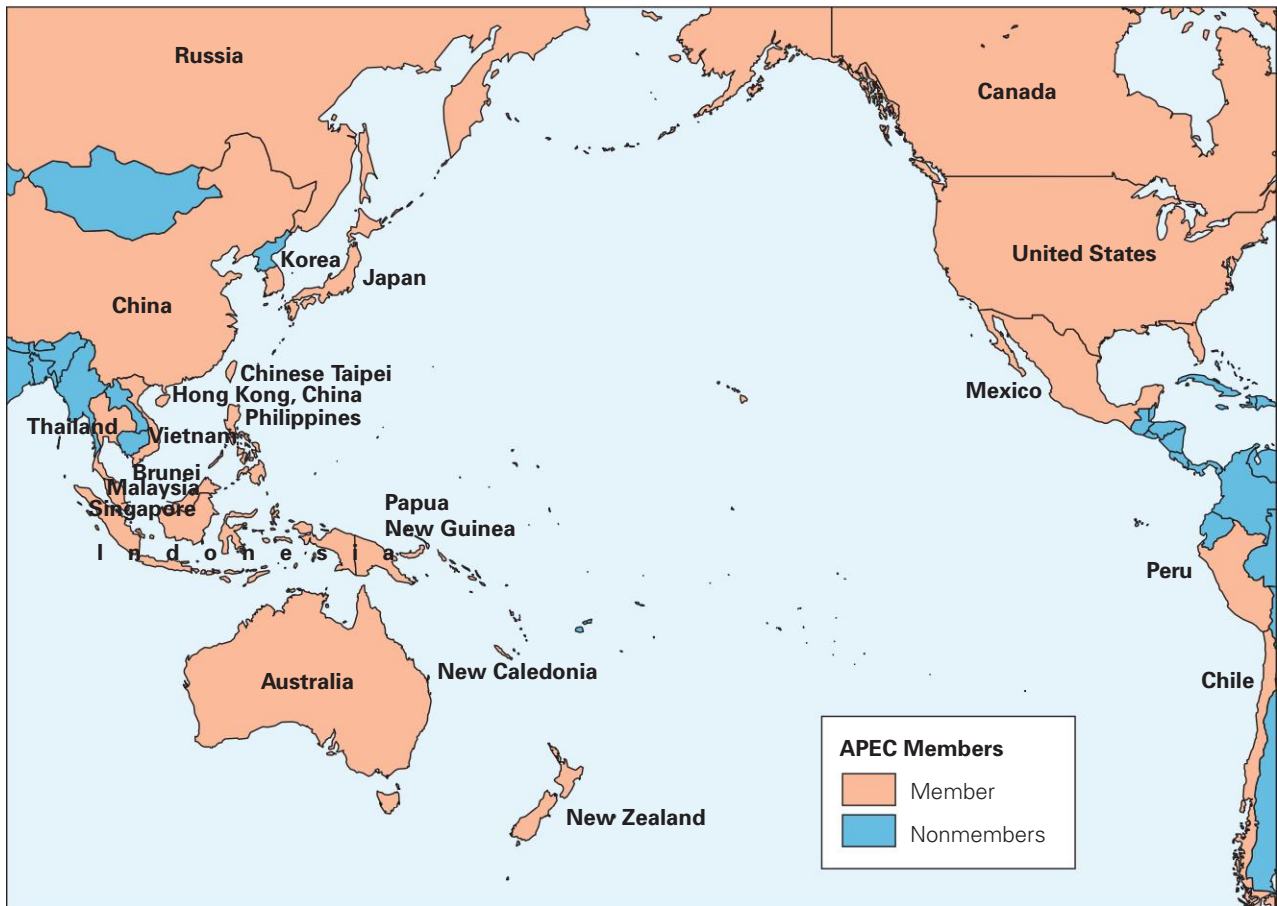 Russia
Canada
Korea
United States
Japan
China
Chinese Taipei
Hong Kong, China
Mexico
Philippines
Thailand
Vietnam
Brunei
Malaysia
Singapore
Papua
New Guinea
Indonesia
Peru
New Caledonia
Australia
Chile
APEC Members
Member
Nonmembers
New Zealand